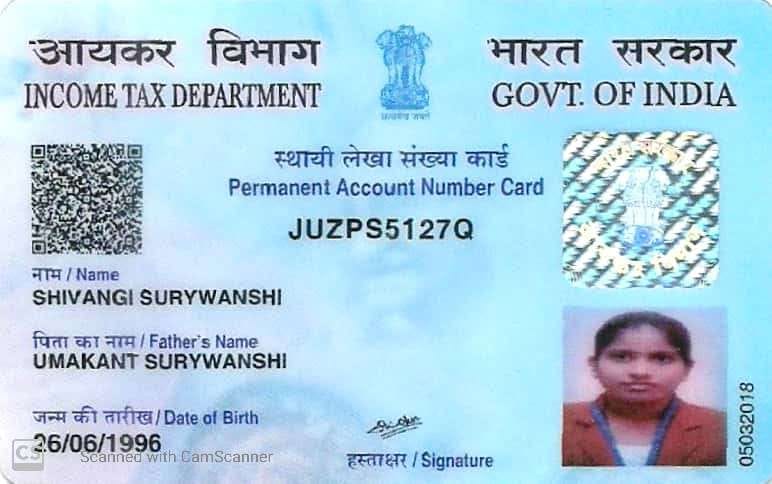 आयकर विभाग
INCOME TAX DEPARTMENT
सत्यमेव जयते
भारत सरकार
GOVT. OF INDIA
स्थायी लेखा संख्या कार्ड
Permanent Account Number Card
JUZPS5127Q
नाम / Name
SHIVANGI SURYWANSHI
पिता का नाम / Father's Name
UMAKANT SURYWANSHI
जन्म की तारीख / Date of Birth
26/06/1996
हस्ताक्षर / Signature
05032018
CS Scanned with CamScanner